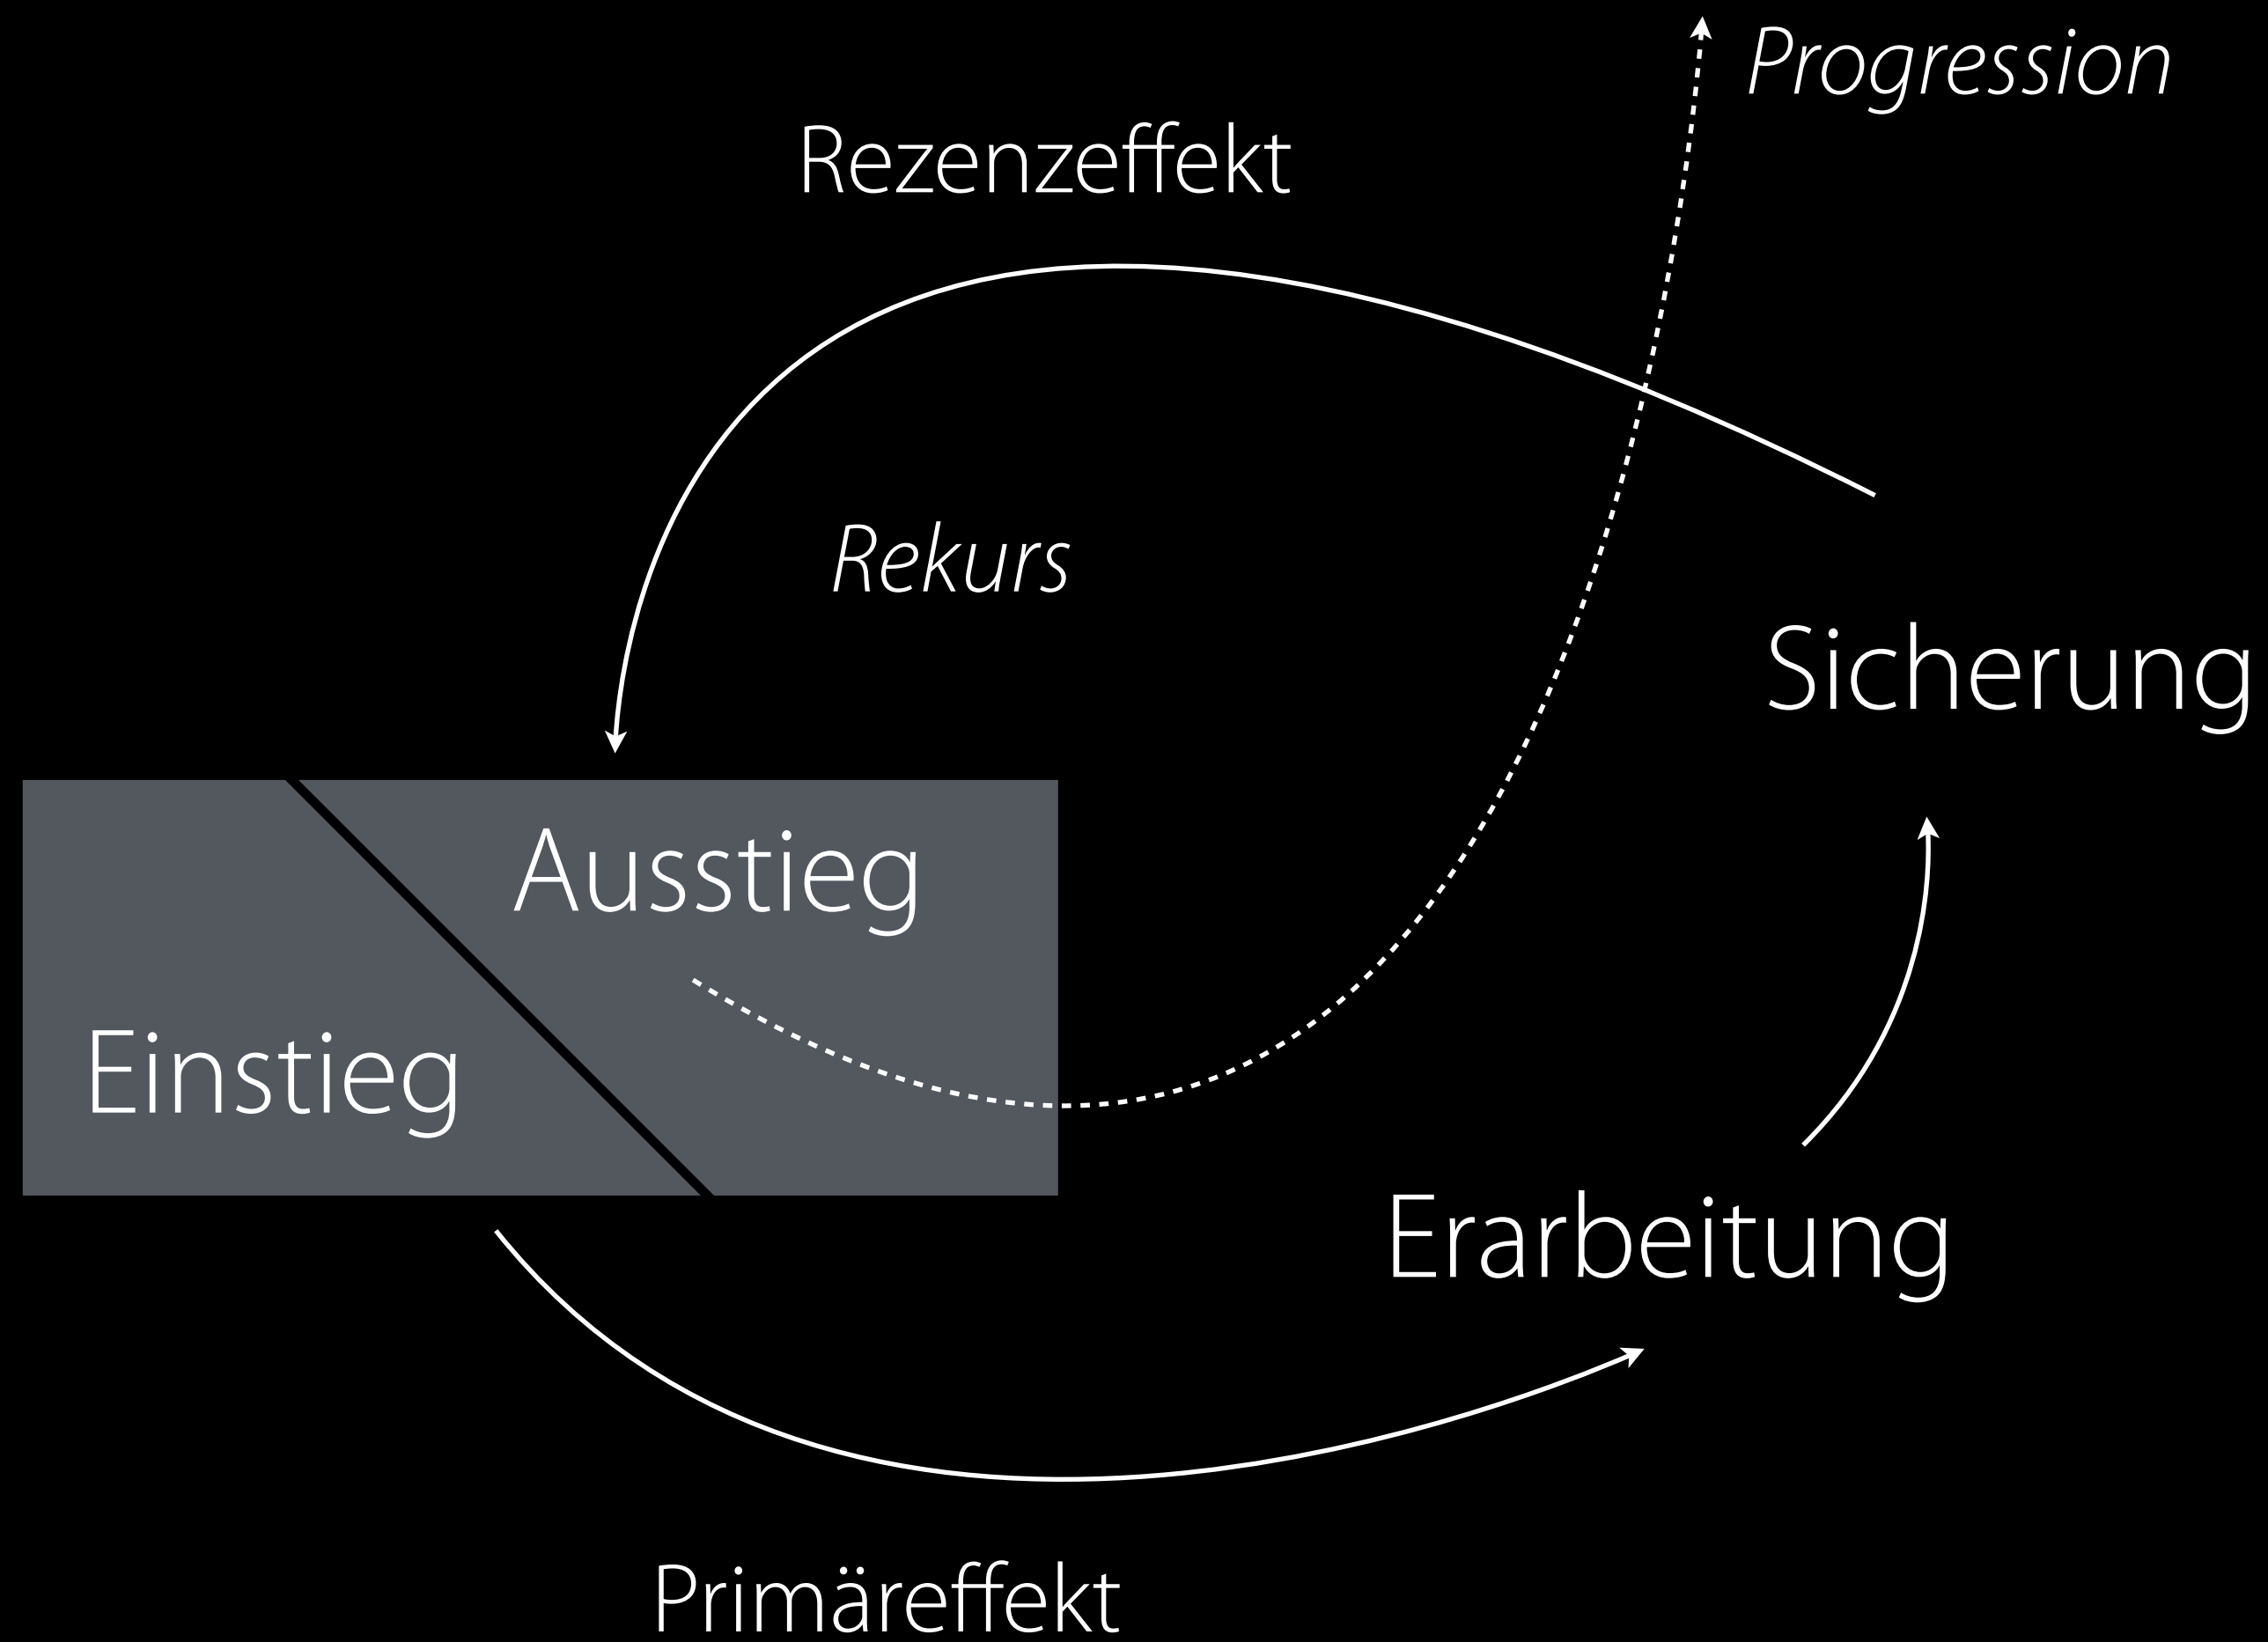 Progression
Rezenzeffekt
Rekurs
Sicherung
Ausstieg
Einstieg
Erarbeitung
Primäreffekt